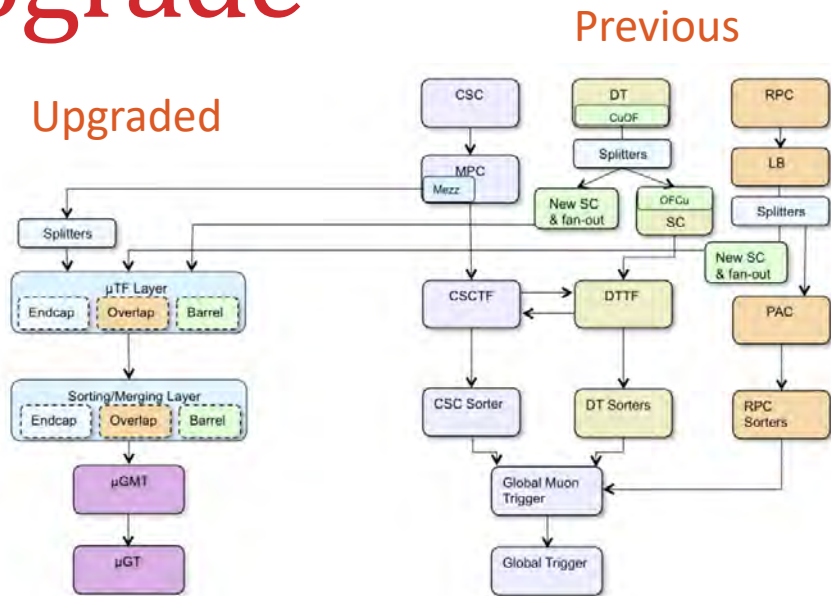 pgrade
Previous
Upgraded
CSC
DT
CuOF
RPC
Splitters
LB
MPC
Mezz
New SC
& fan-out
OFCu
SC
Splitters
Splitters
New SC
& fan-out
µTF Layer
Endcap
Overlap
Barrel
CSCTF
DTTF
PAC
Sorting/Merging Layer
Endcap
Overlap
Barrel
CSC Sorter
DT Sorters
RPC
Sorters
µGMT
Global Muon
Trigger
µGT
Global Trigger